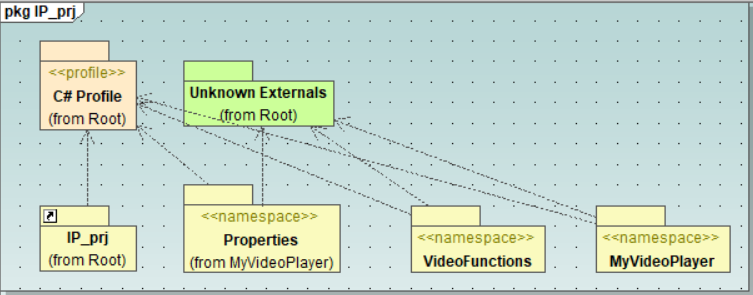 pkg IP_prj
<<profile>>
C# Profile
(from Root)
Unknown Externals
(from Root)
IP_prj
(from Root)
<<namespace>>
Properties
(from MyVideoPlayer)
<<namespace>>
VideoFunctions
<<namespace>>
MyVideoPlayer